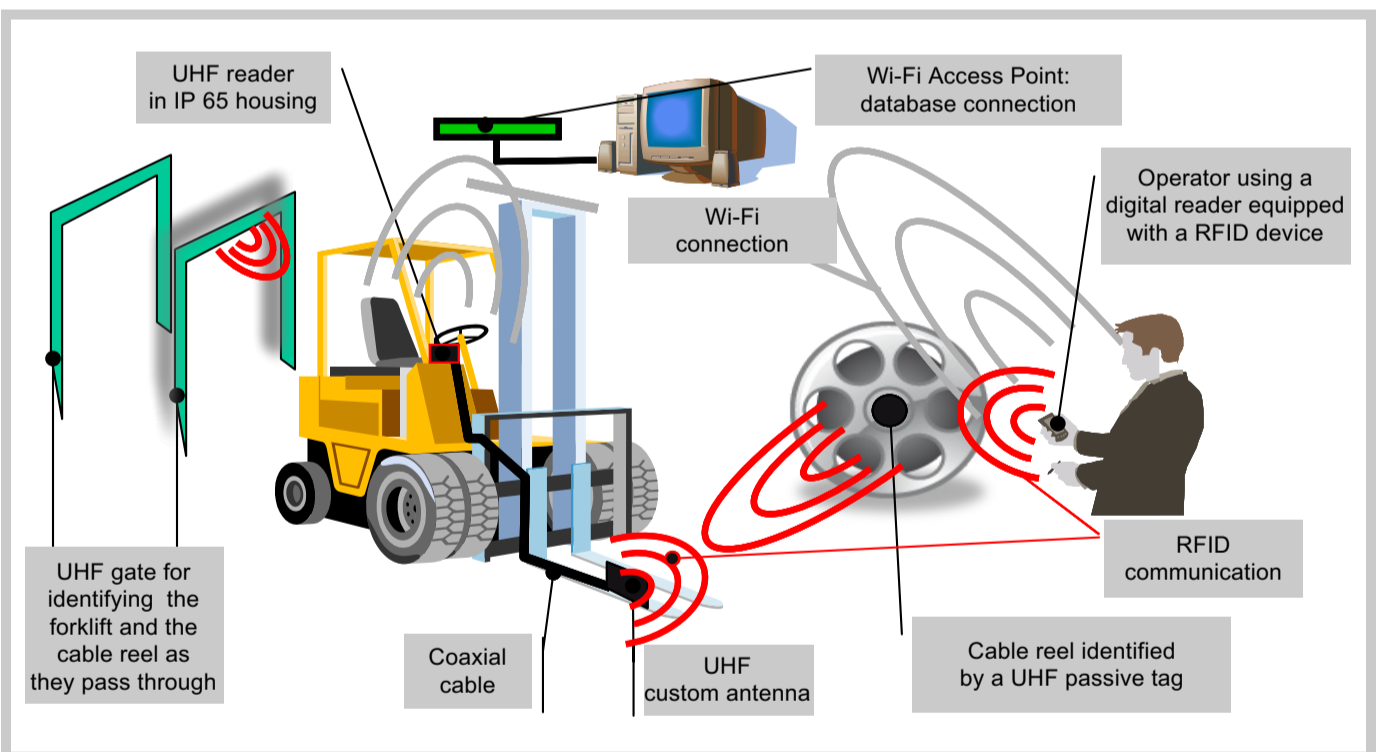 UHF reader
in IP 65 housing
Wi-Fi Access Point:
database connection
Wi-Fi
connection
Operator using a
digital reader equipped
with a RFID device
UHF gate for
identifying the
forklift and the
cable reel as
they pass through
Coaxial
cable
UHF
custom antenna
Cable reel identified
by a UHF passive tag
RFID
communication